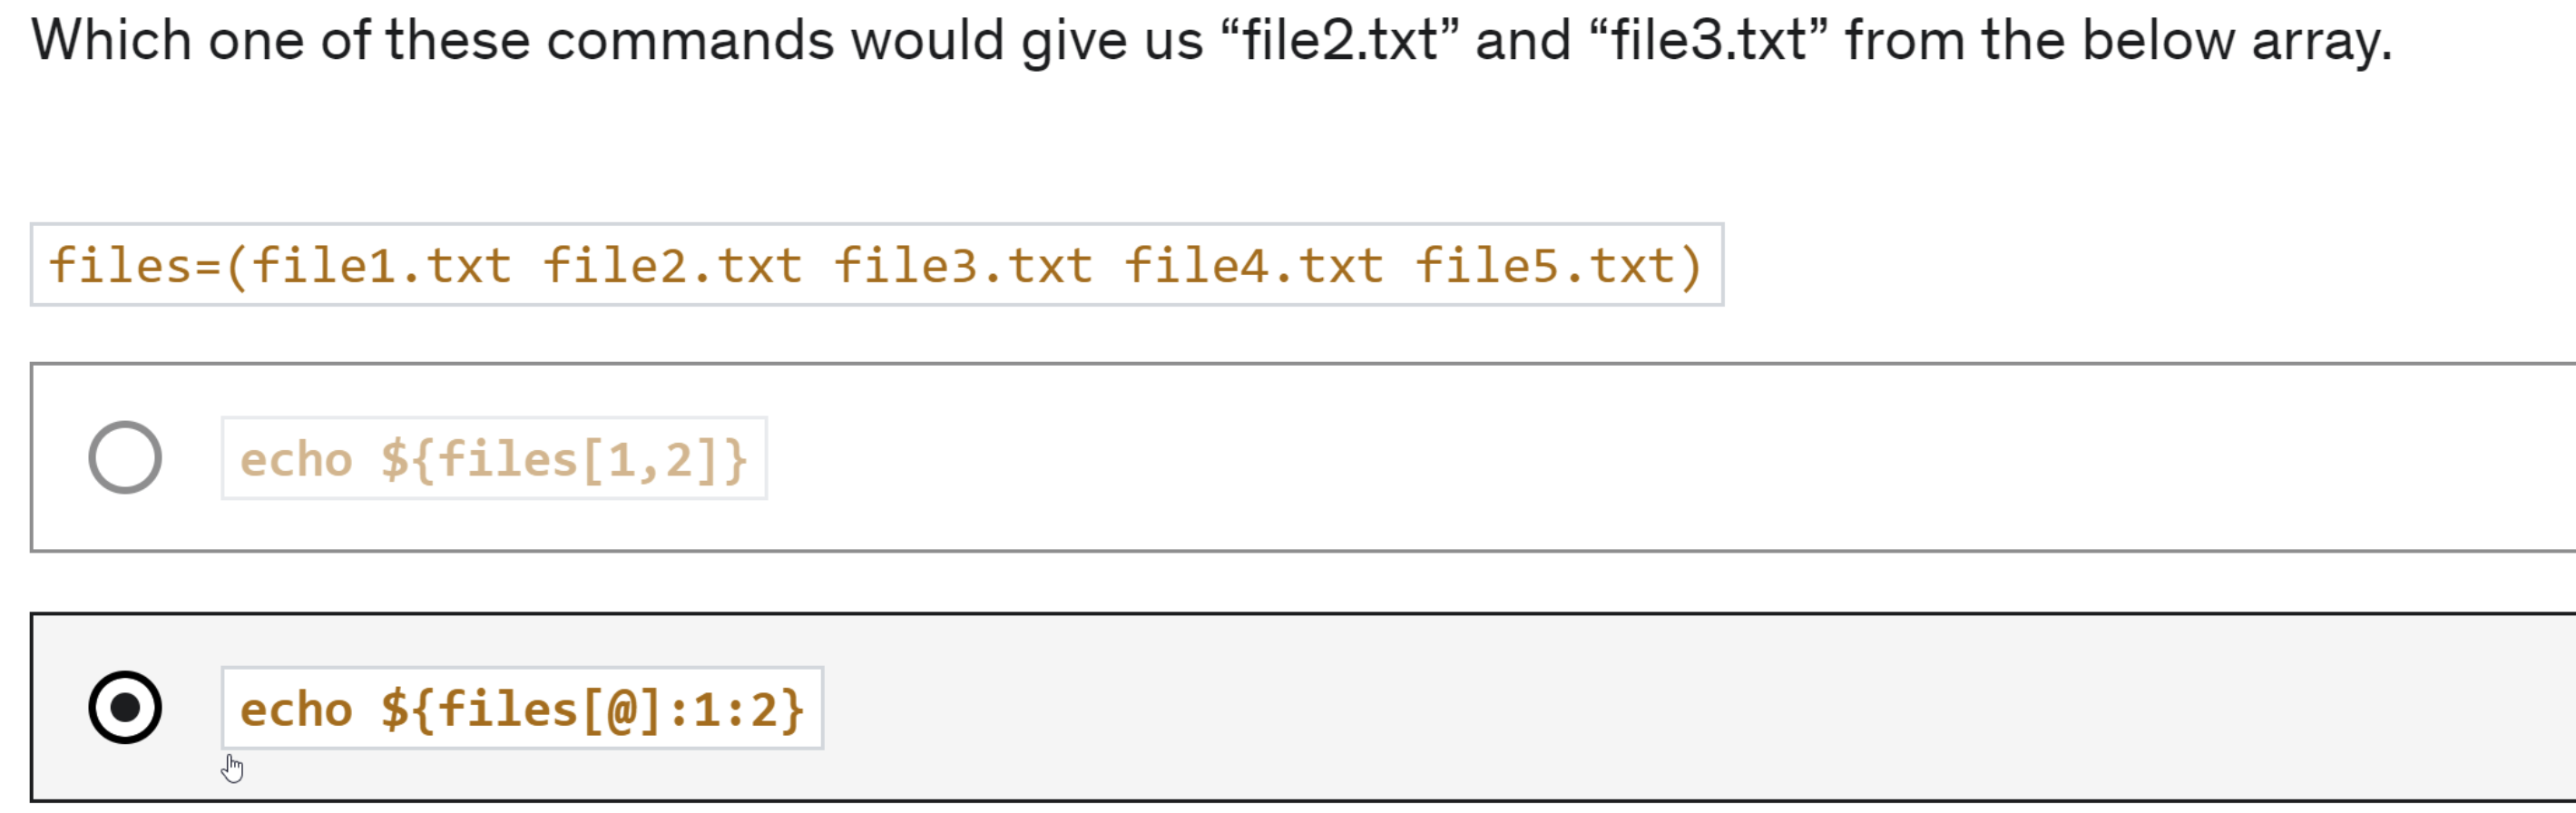 Which one of these commands would give us “file2.txt” and “file3.txt” from the below array.
files=(file1.txt file2.txt file3.txt file4.txt file5.txt)
echo ${files[1,2]}
echo ${files[@]:1:2}